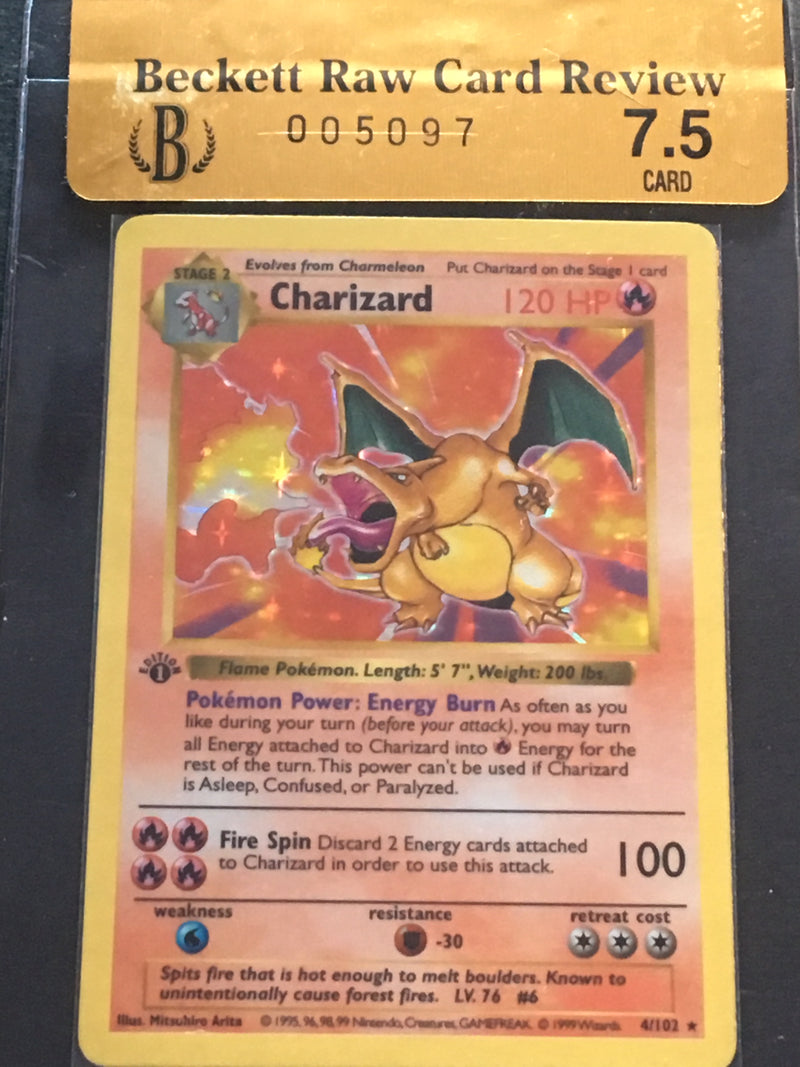 Beckett Raw Card Review
B 005097 7.5
CARD
STAGE 2 Evolves from Charmeleon Put Charizard on the Stage 1 card
Charizard 120 HP
EDITION
1
Flame Pokémon. Length: 5' 7", Weight: 200 lbs.
Pokémon Power: Energy Burn As often as you
like during your turn (before your attack), you may turn
all Energy attached to Charizard into Energy for the
rest of the turn. This power can't be used if Charizard
is Asleep, Confused, or Paralyzed.
Fire Spin Discard 2 Energy cards attached
to Charizard in order to use this attack. 100
weakness resistance retreat cost
-30
Spits fire that is hot enough to melt boulders. Known to
unintentionally cause forest fires. LV. 76 #6
Illus. Mitsuhiro Arita © 1995, 96, 98, 99 Nintendo, Creatures, GAMEFREAK. © 1999 Wizards. 4/102 ★